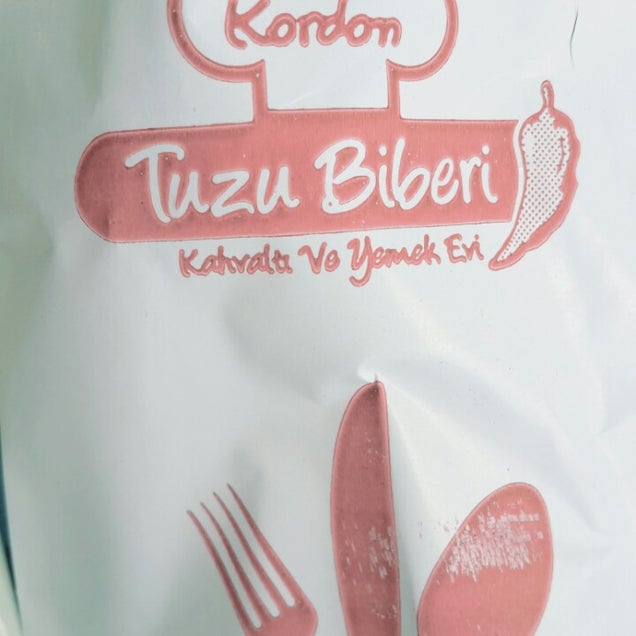 Kordon
Tuzu Biberi
Kahvaltı Ve Yemek Evi